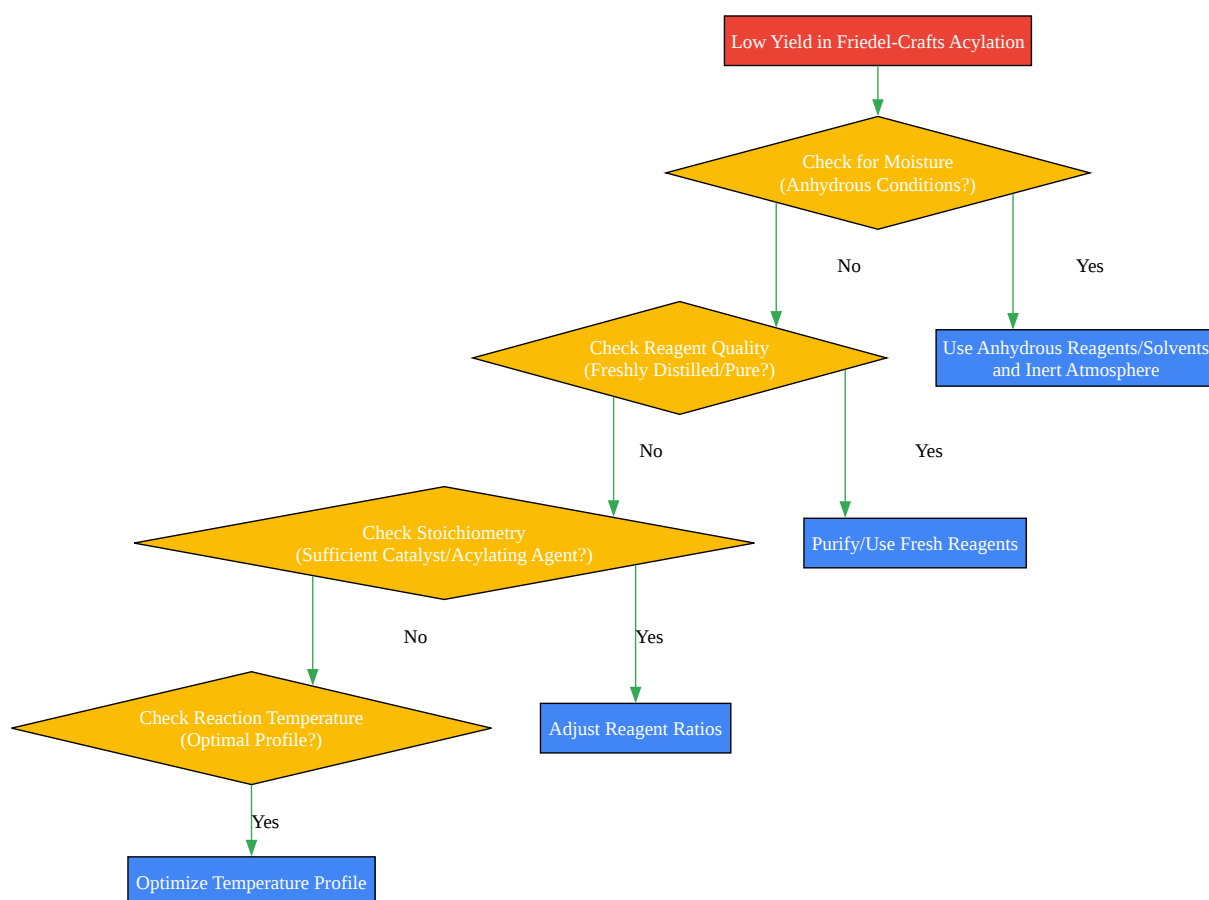 Low Yield in Friedel-Crafts Acylation
Check for Moisture
(Anhydrous Conditions?)
No
Yes
Check Reagent Quality
(Freshly Distilled/Pure?)
Use Anhydrous Reagents/Solvents
and Inert Atmosphere
No
Yes
Check Stoichiometry
(Sufficient Catalyst/Acylating Agent?)
Purify/Use Fresh Reagents
No
Yes
Check Reaction Temperature
(Optimal Profile?)
Adjust Reagent Ratios
Yes
Optimize Temperature Profile